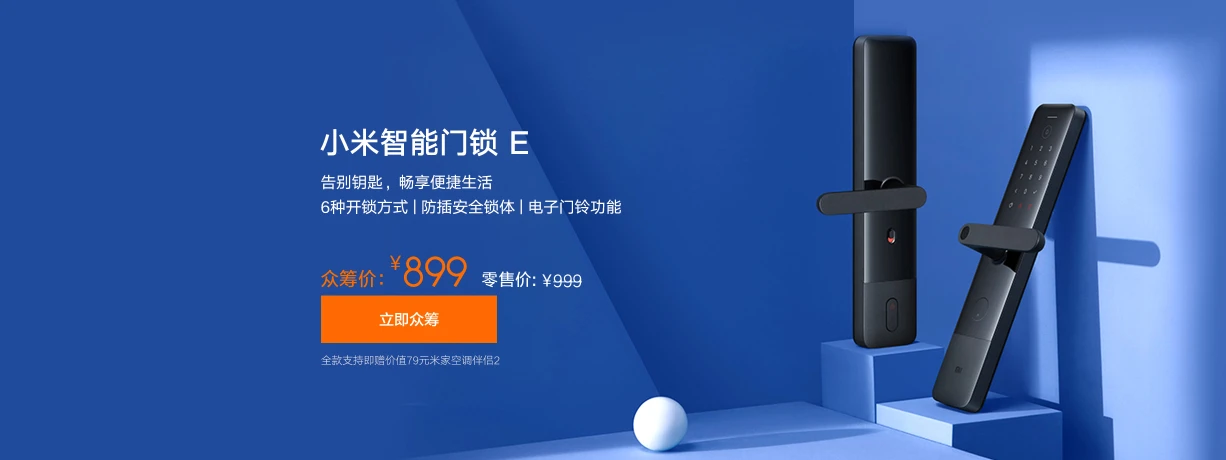 小米智能门锁 E
告别钥匙，畅享便捷生活
6种开锁方式 | 防插安全锁体 | 电子门铃功能
众筹价：¥899 零售价: ¥999
立即众筹
全款支持即赠价值79元米家空调伴侣2